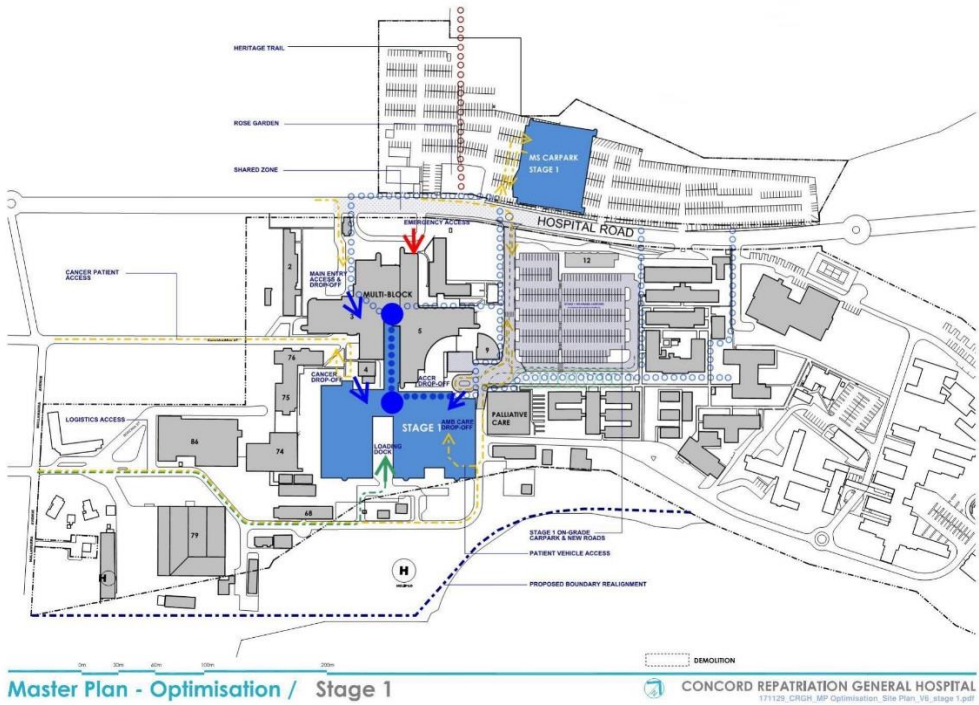 HERITAGE TRAIL
ROSE GARDEN
MS CARPARK
STAGE 1
SHARED ZONE
EMERGENCY ACCESS
HOSPITAL ROAD
2
12
CANCER PATIENT
ACCESS
MAIN ENTRY
ACCESS &
DROP-OFF
MULTI-BLOCK
3
5
9
76
4
CANCER
DROP-OFF
ACCR
DROP-OFF
75
LOGISTICS ACCESS
STAGE 1
AMB CARE
DROP-OFF
PALLIATIVE
CARE
86
74
LOADING
DOCK
68
79
STAGE 1 ON-GRADE
CARPARK & NEW ROADS
PATIENT VEHICLE ACCESS
H
H
PROPOSED BOUNDARY REALIGNMENT
0m
100m
200m
DEMOLITION
Master Plan - Optimisation / Stage 1
CONCORD REPATRIATION GENERAL HOSPITAL
171129_CRGH_MP Optimisation_Site Plan_V6_stage 1.pdf